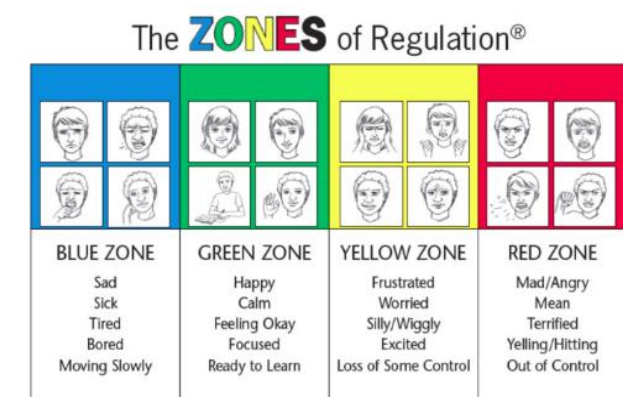 The ZONES of Regulation®
BLUE ZONE
Sad
Sick
Tired
Bored
Moving Slowly
GREEN ZONE
Happy
Calm
Feeling Okay
Focused
Ready to Learn
YELLOW ZONE
Frustrated
Worried
Silly/Wiggly
Excited
Loss of Some Control
RED ZONE
Mad/Angry
Mean
Terrified
Yelling/Hitting
Out of Control